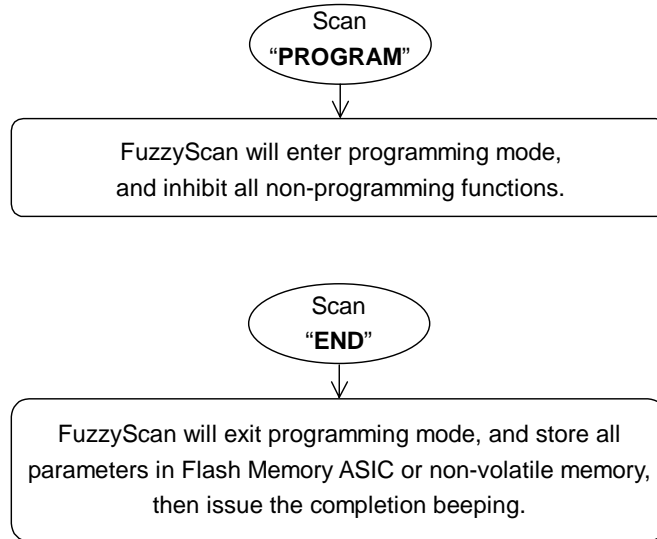 Scan
“PROGRAM”
FuzzyScan will enter programming mode,
and inhibit all non-programming functions.
Scan
“END”
FuzzyScan will exit programming mode, and store all
parameters in Flash Memory ASIC or non-volatile memory,
then issue the completion beeping.